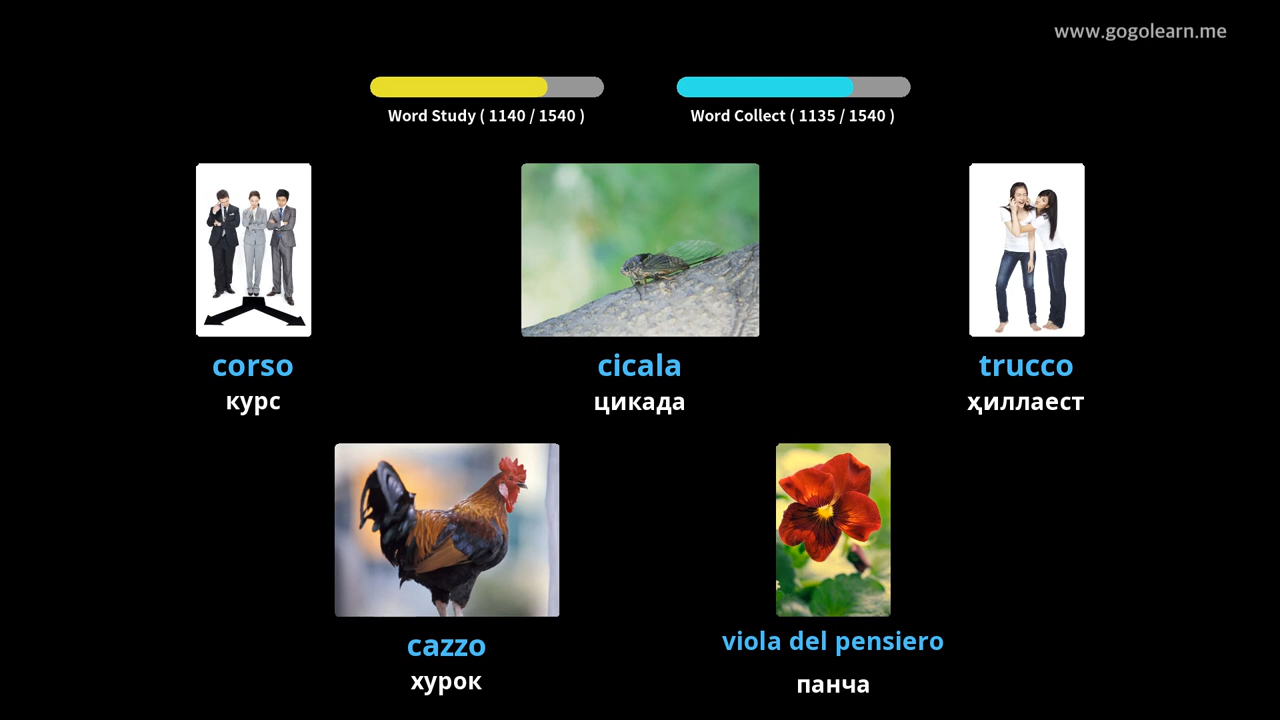 www.gogolearn.me
Word Study ( 1140 / 1540 )
Word Collect ( 1135 / 1540 )
corso
курс
cicala
цикада
trucco
ҳиллаест
cazzo
хурок
viola del pensiero
панча